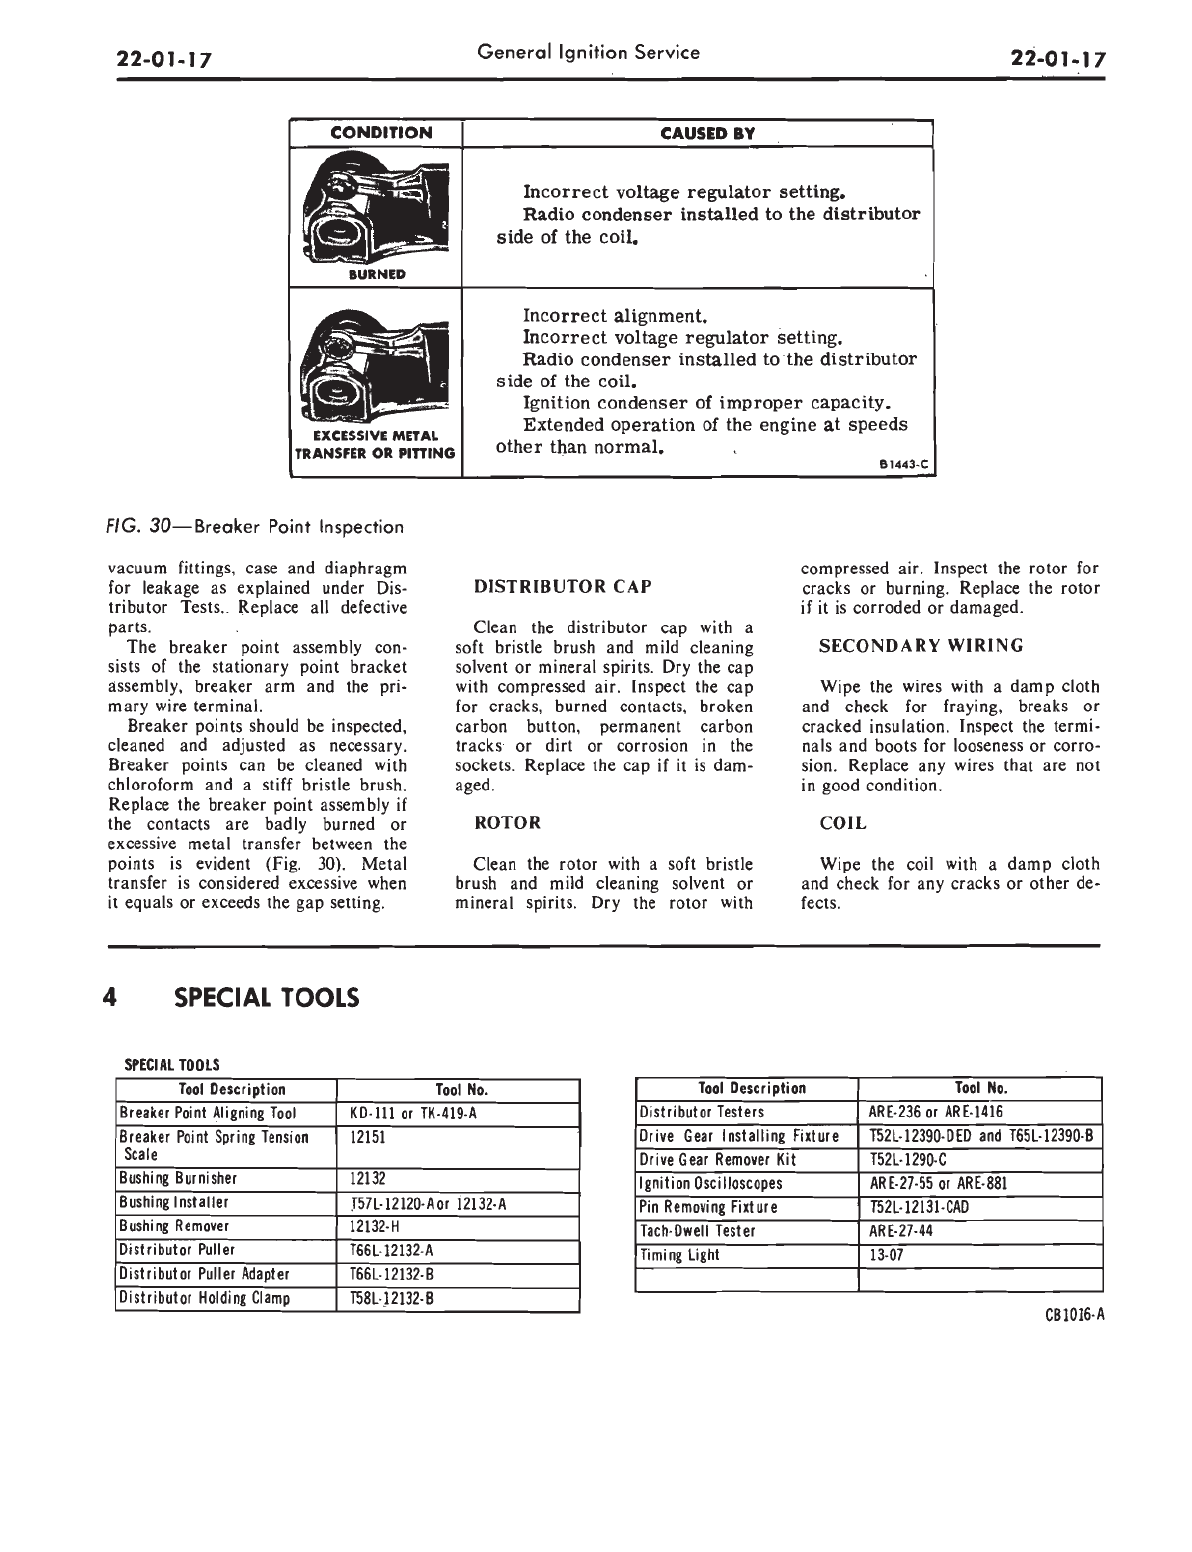 22-01-17
General Ignition Service
22-01-17
CONDITION
CAUSED BY
BURNED
Incorrect voltage regulator setting.
Radio condenser installed to the distributor
side of the coil.
EXCESSIVE METAL
TRANSFER OR PITTING
Incorrect alignment.
Incorrect voltage regulator setting.
Radio condenser installed to the distributor
side of the coil.
Ignition condenser of improper capacity.
Extended operation of the engine at speeds
other than normal.
B1443-C
FIG. 30—Breaker Point Inspection
vacuum fittings, case and diaphragm
for leakage as explained under Dis-
tributor Tests.. Replace all defective
parts.
The breaker point assembly con-
sists of the stationary point bracket
assembly, breaker arm and the pri-
mary wire terminal.
Breaker points should be inspected,
cleaned and adjusted as necessary.
Breaker points can be cleaned with
chloroform and a stiff bristle brush.
Replace the breaker point assembly if
the contacts are badly burned or
excessive metal transfer between the
points is evident (Fig. 30). Metal
transfer is considered excessive when
it equals or exceeds the gap setting.
DISTRIBUTOR CAP
Clean the distributor cap with a
soft bristle brush and mild cleaning
solvent or mineral spirits. Dry the cap
with compressed air. Inspect the cap
for cracks, burned contacts, broken
carbon button, permanent carbon
tracks or dirt or corrosion in the
sockets. Replace the cap if it is dam-
aged.
ROTOR
Clean the rotor with a soft bristle
brush and mild cleaning solvent or
mineral spirits. Dry the rotor with
compressed air. Inspect the rotor for
cracks or burning. Replace the rotor
if it is corroded or damaged.
SECONDARY WIRING
Wipe the wires with a damp cloth
and check for fraying, breaks or
cracked insulation. Inspect the termi-
nals and boots for looseness or corro-
sion. Replace any wires that are not
in good condition.
COIL
Wipe the coil with a damp cloth
and check for any cracks or other de-
fects.
4 SPECIAL TOOLS
SPECIAL TOOLS
Tool Description Tool No.
Breaker Point Aligning Tool KD-111 or TK-419-A
Breaker Point Spring Tension 12151
Scale
Bushing Burnisher 12132
Bushing Installer T57L-12120-A or 12132-A
Bushing Remover 12132-H
Distributor Puller T66L-12132-A
Distributor Puller Adapter T66L-12132-B
Distributor Holding Clamp T58L-12132-B
Tool Description Tool No.
Distributor Testers ARE-236 or ARE-1416
Drive Gear Installing Fixture T52L-12390-DED and T65L-12390-B
Drive Gear Remover Kit T52L-1290-C
Ignition Oscilloscopes ARE-27-55 or ARE-881
Pin Removing Fixture T52L-12131-CAD
Tach-Dwell Tester ARE-27-44
Timing Light 13-07
CB1016-A